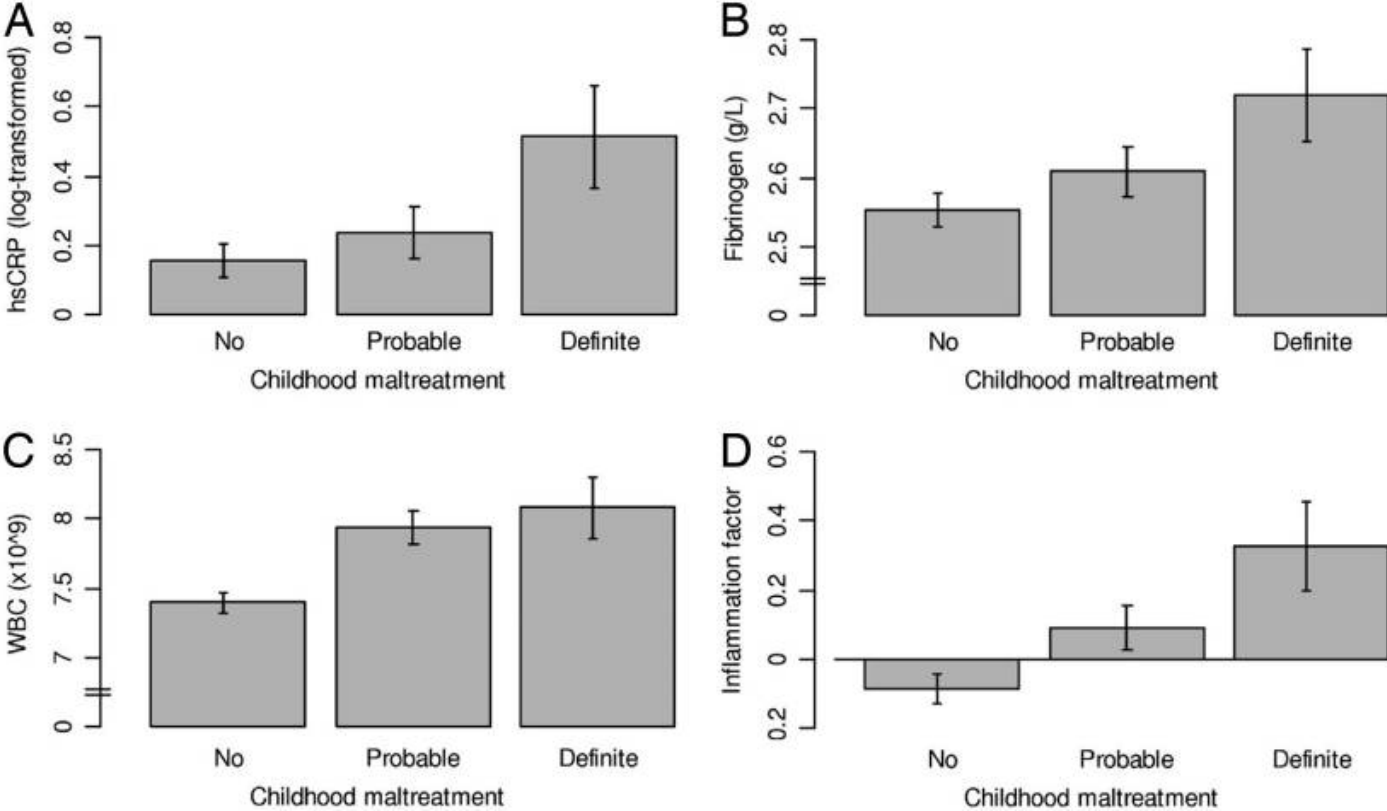 A
hsCRP (log-transformed)
0.8
0.6
0.4
0.2
0
No Probable Definite
Childhood maltreatment
B
Fibrinogen (g/L)
2.8
2.7
2.6
2.5
0
No Probable Definite
Childhood maltreatment
C
WBC (x10^9)
8.5
8
7.5
7
0
No Probable Definite
Childhood maltreatment
D
Inflammation factor
0.6
0.4
0.2
0
0.2
No Probable Definite
Childhood maltreatment